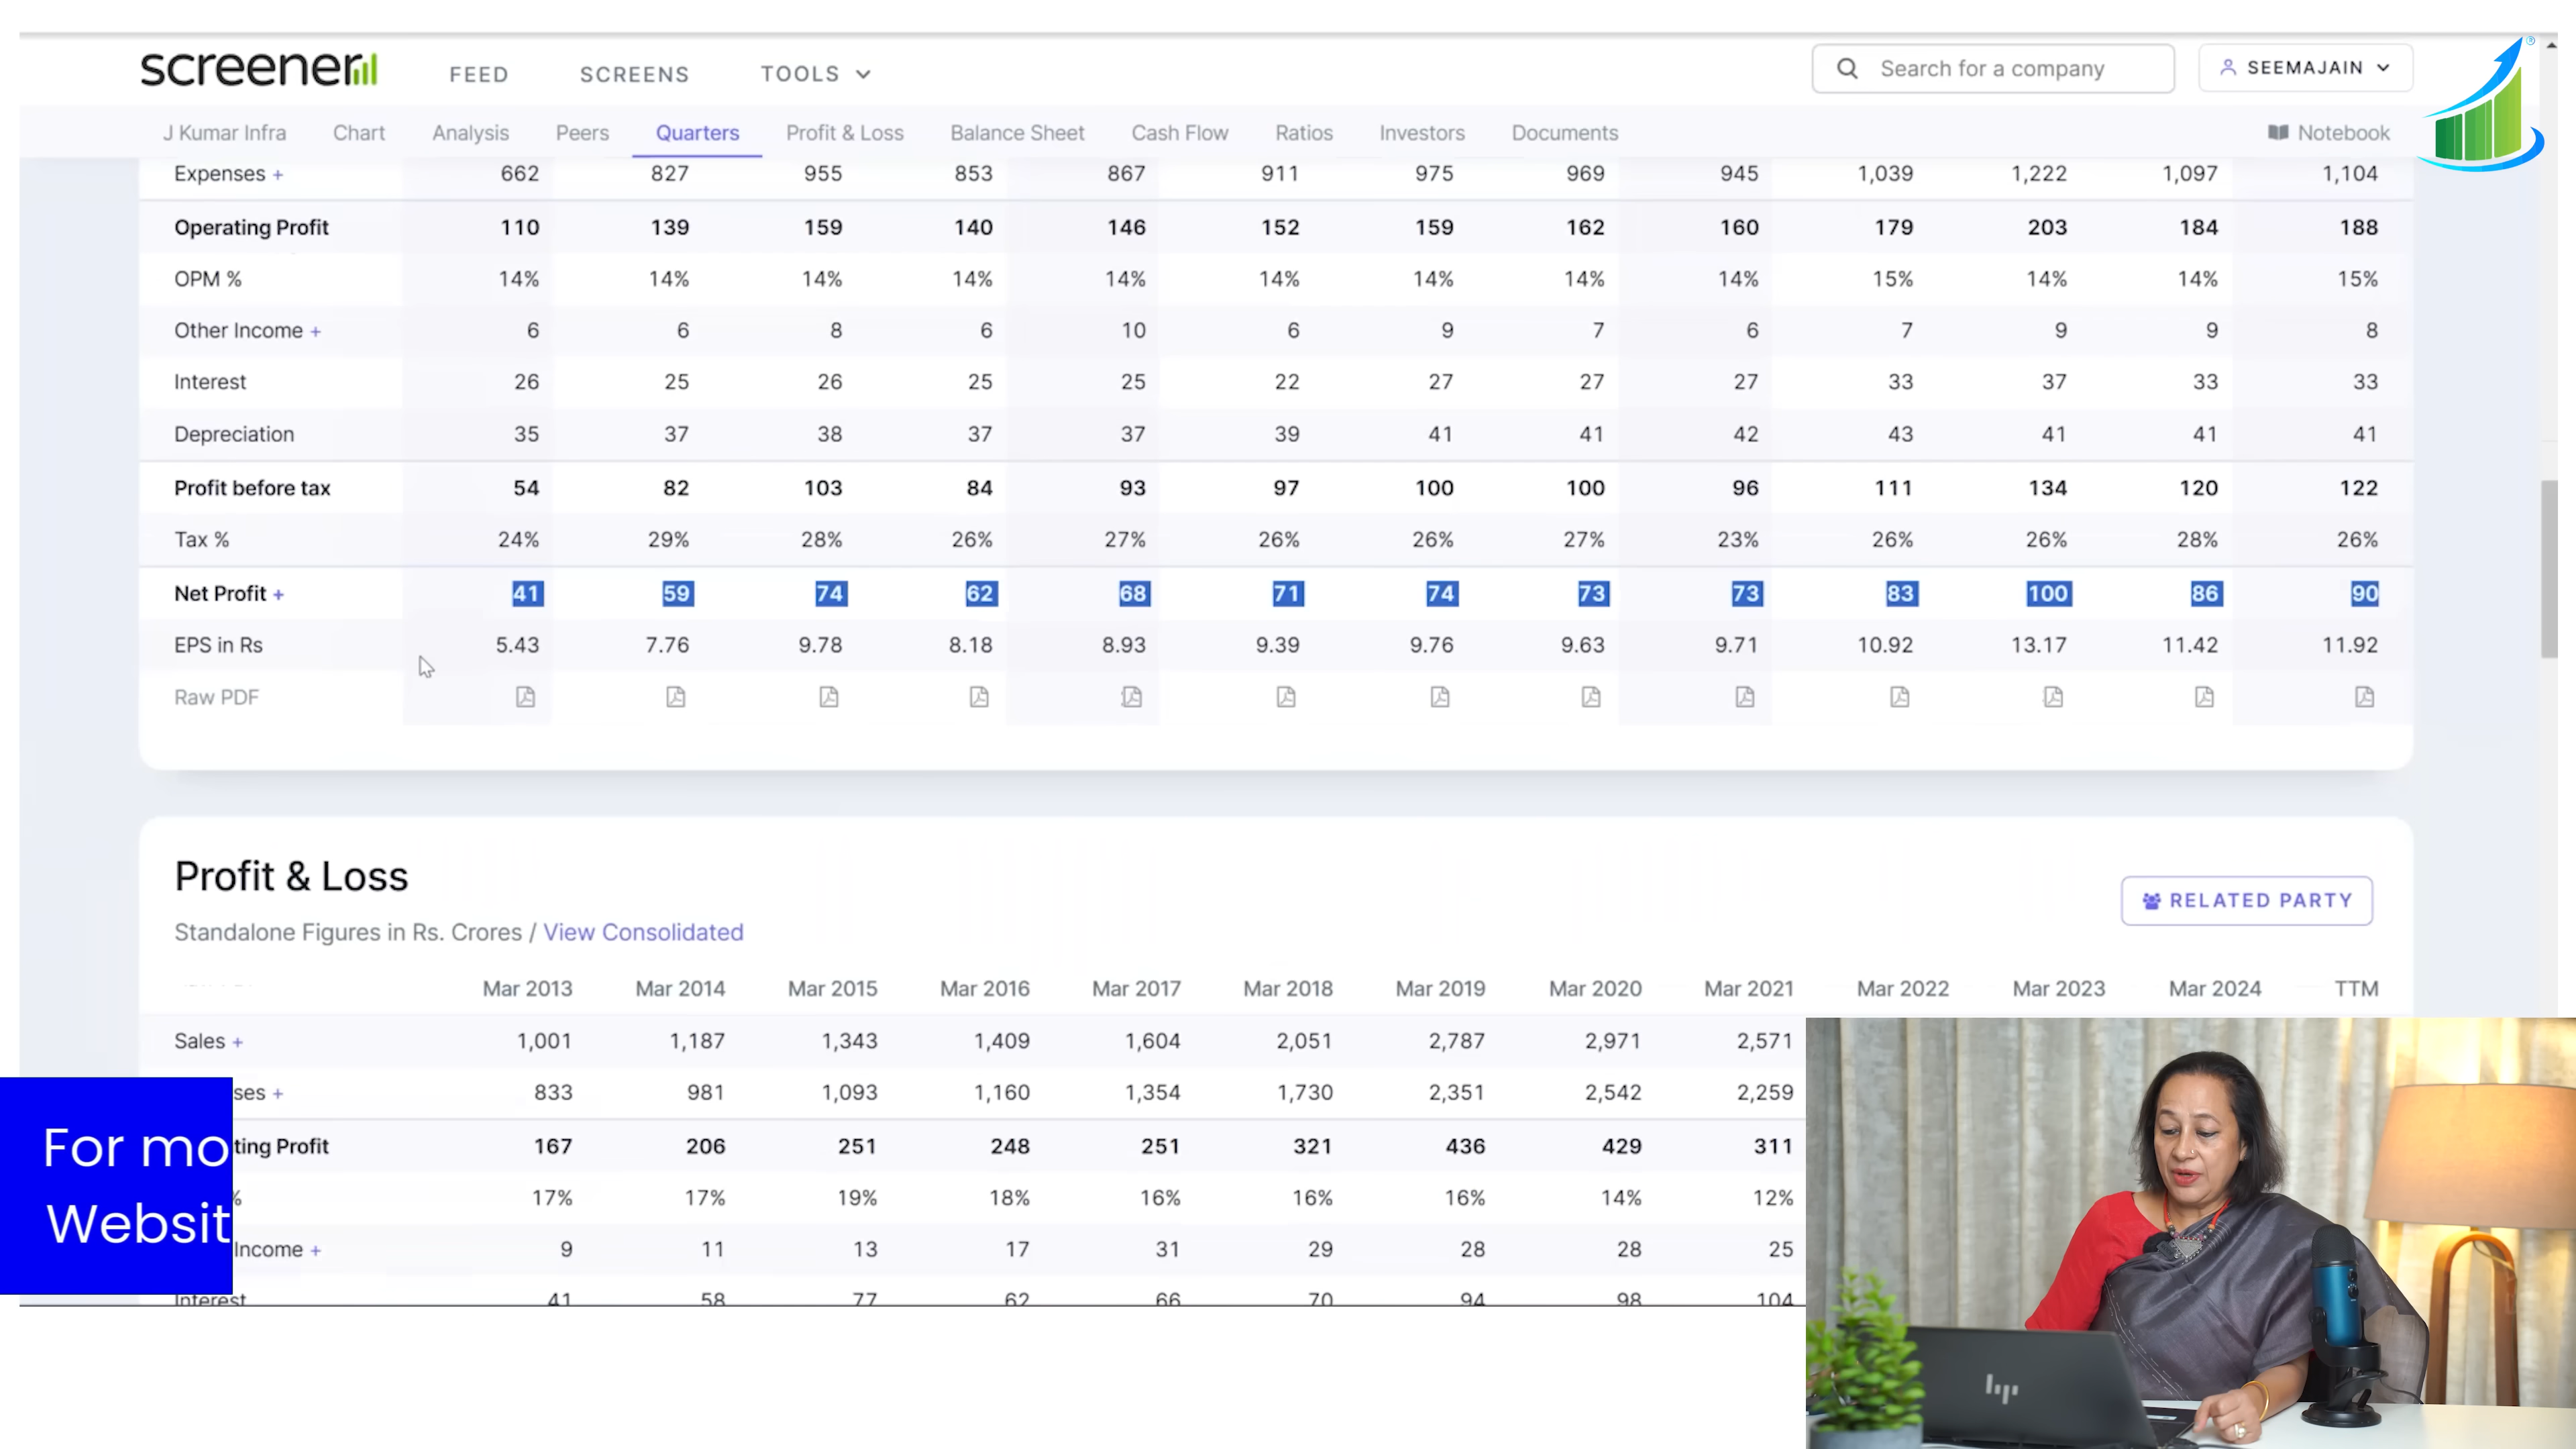 screener FEED SCREENS TOOLS Search for a company SEEMAJAIN
®
J Kumar Infra Chart Analysis Peers Quarters Profit & Loss Balance Sheet Cash Flow Ratios Investors Documents Notebook
Expenses + 662 827 955 853 867 911 975 969 945 1,039 1,222 1,097 1,104
Operating Profit 110 139 159 140 146 152 159 162 160 179 203 184 188
OPM % 14% 14% 14% 14% 14% 14% 14% 14% 14% 15% 14% 14% 15%
Other Income + 6 6 8 6 10 6 9 7 6 7 9 9 8
Interest 26 25 26 25 25 22 27 27 27 33 37 33 33
Depreciation 35 37 38 37 37 39 41 41 42 43 41 41 41
Profit before tax 54 82 103 84 93 97 100 100 96 111 134 120 122
Tax % 24% 29% 28% 26% 27% 26% 26% 27% 23% 26% 26% 28% 26%
Net Profit + 41 59 74 62 68 71 74 73 73 83 100 86 90
EPS in Rs 5.43 7.76 9.78 8.18 8.93 9.39 9.76 9.63 9.71 10.92 13.17 11.42 11.92
Raw PDF
Profit & Loss
RELATED PARTY
Standalone Figures in Rs. Crores / View Consolidated
Mar 2013 Mar 2014 Mar 2015 Mar 2016 Mar 2017 Mar 2018 Mar 2019 Mar 2020 Mar 2021 Mar 2022 Mar 2023 Mar 2024 TTM
Sales + 1,001 1,187 1,343 1,409 1,604 2,051 2,787 2,971 2,571
ses + 833 981 1,093 1,160 1,354 1,730 2,351 2,542 2,259
For mo
ting Profit 167 206 251 248 251 321 436 429 311
% 17% 17% 19% 18% 16% 16% 16% 14% 12%
Websit
Income + 9 11 13 17 31 29 28 28 25
Interest 41 58 77 62 66 70 94 98 104
hp